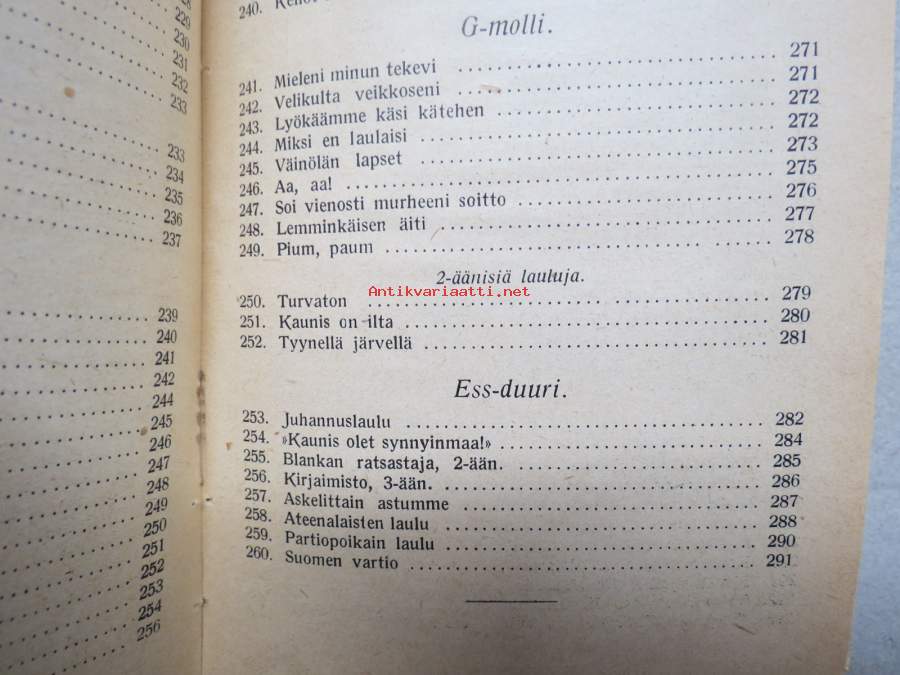 228
229
230
231
232
233
233
234
235
236
237
239
240
241
242
244
245
246
247
248
249
250
251
252
253
254
256
240.
G-molli.
241. Mieleni minun tekevi 271
242. Velikulta veikkoseni 271
243. Lyökäämme käsi kätehen 272
244. Miksi en laulaisi 272
245. Väinölän lapset 273
246. Aa, aa! 275
247. Soi vienosti murheeni soitto 276
248. Lemminkäisen äiti 277
249. Pium, paum 278
2-äänisiä lauluja.
Antikvariaatti.net
250. Turvaton 279
251. Kaunis on ilta 280
252. Tyynellä järvellä 281
Ess-duuri.
253. Juhannuslaulu 282
254. »Kaunis olet synnyinmaa!» 284
255. Blankan ratsastaja, 2-ään. 285
256. Kirjaimisto, 3-ään. 286
257. Askelittain astumme 287
258. Ateenalaisten laulu 288
259. Partiopoikain laulu 290
260. Suomen vartio 291